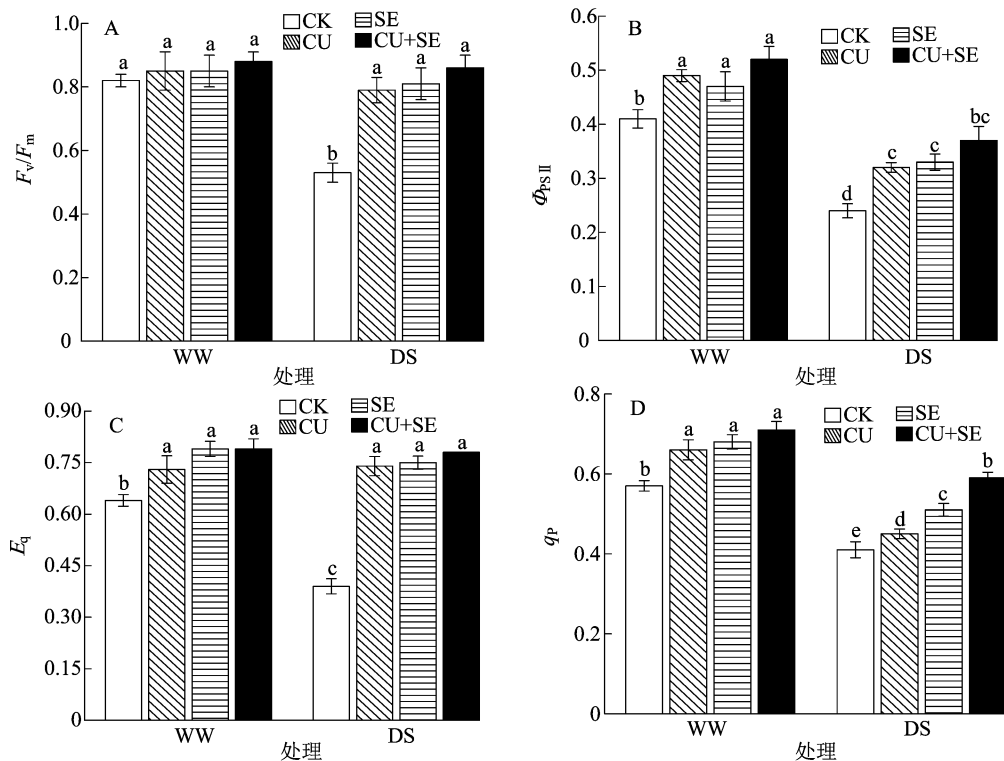 A
CK
SE
CU
CU+SE
1.0
0.8
0.6
0.4
0.2
0
Fv/Fm
a
a
a
a
b
a
a
a
WW
DS
处理
B
CK
SE
CU
CU+SE
0.6
0.5
0.4
0.3
0.2
0.1
0
ΦPSⅡ
b
a
a
a
d
c
c
bc
WW
DS
处理
C
CK
SE
CU
CU+SE
0.90
0.75
0.60
0.45
0.30
0.15
0
Eq
b
a
a
a
c
a
a
a
WW
DS
处理
D
CK
SE
CU
CU+SE
0.8
0.6
0.4
0.2
0
qP
b
a
a
a
e
d
c
b
WW
DS
处理